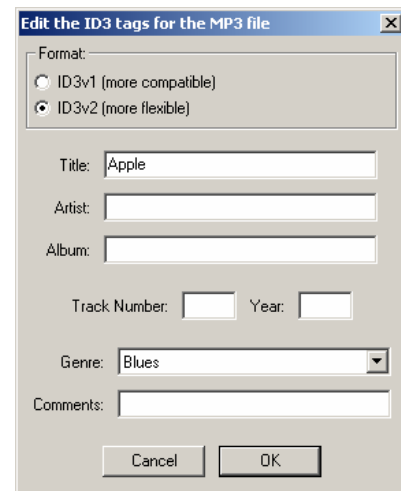 Edit the ID3 tags for the MP3 file
Format:
ID3v1 (more compatible)
ID3v2 (more flexible)
Title: Apple
Artist:
Album:
Track Number: Year:
Genre: Blues
Comments:
Cancel OK